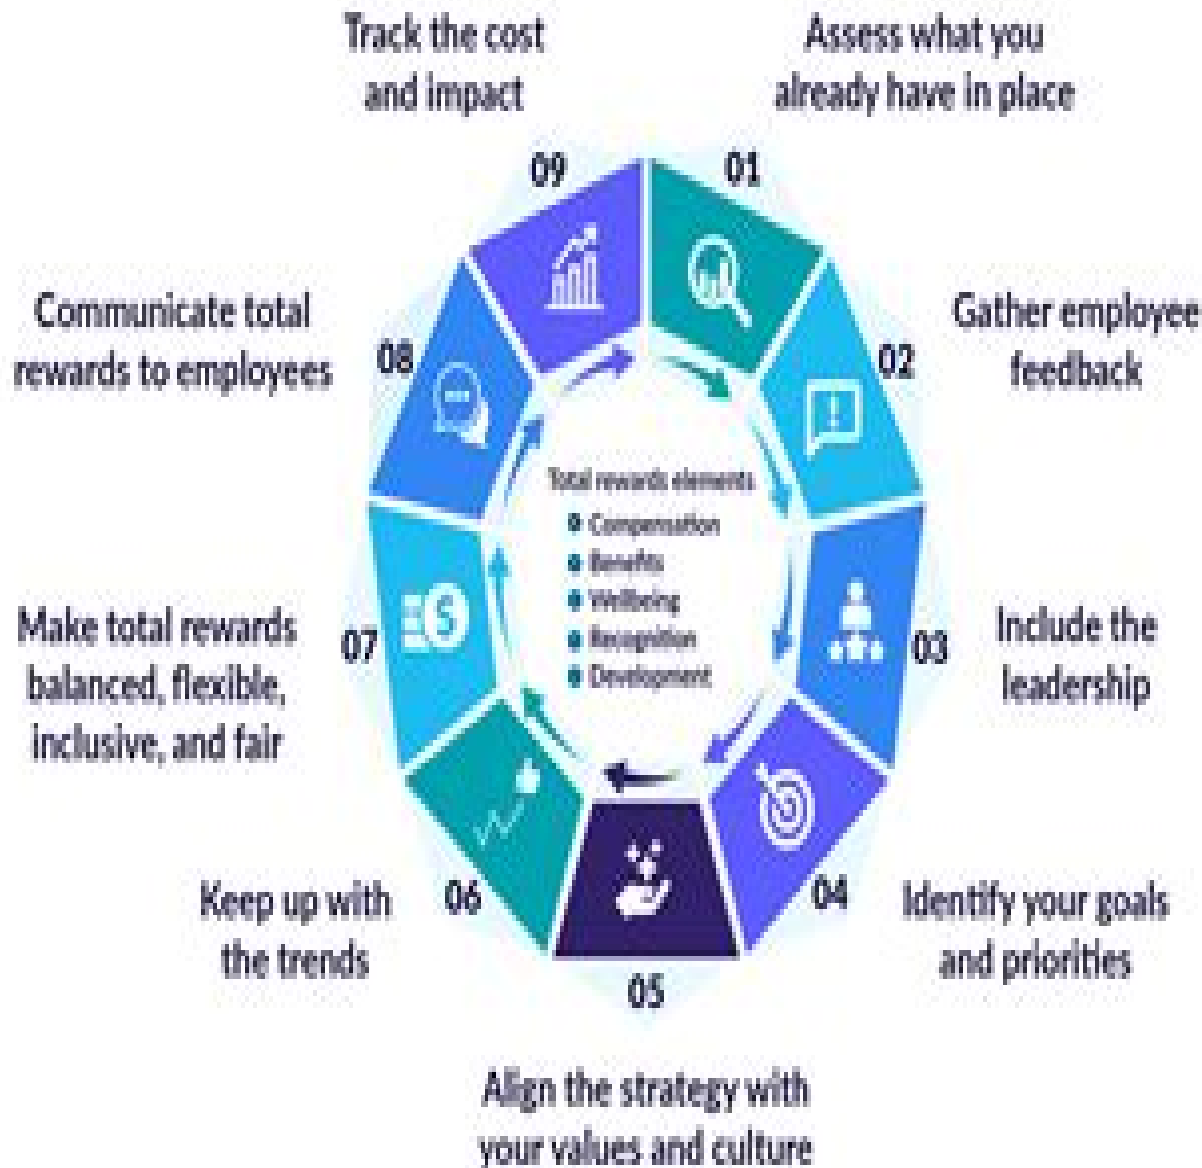 Track the cost
and impact
Assess what you
already have in place
09
01
Communicate total
rewards to employees
08
02
Gather employee
feedback
Total rewards elements
Compensation
Benefits
Wellbeing
Recognition
Development
Make total rewards
balanced, flexible,
inclusive, and fair
07
03
Include the
leadership
Keep up with
the trends
06
04
Identify your goals
and priorities
05
Align the strategy with
your values and culture